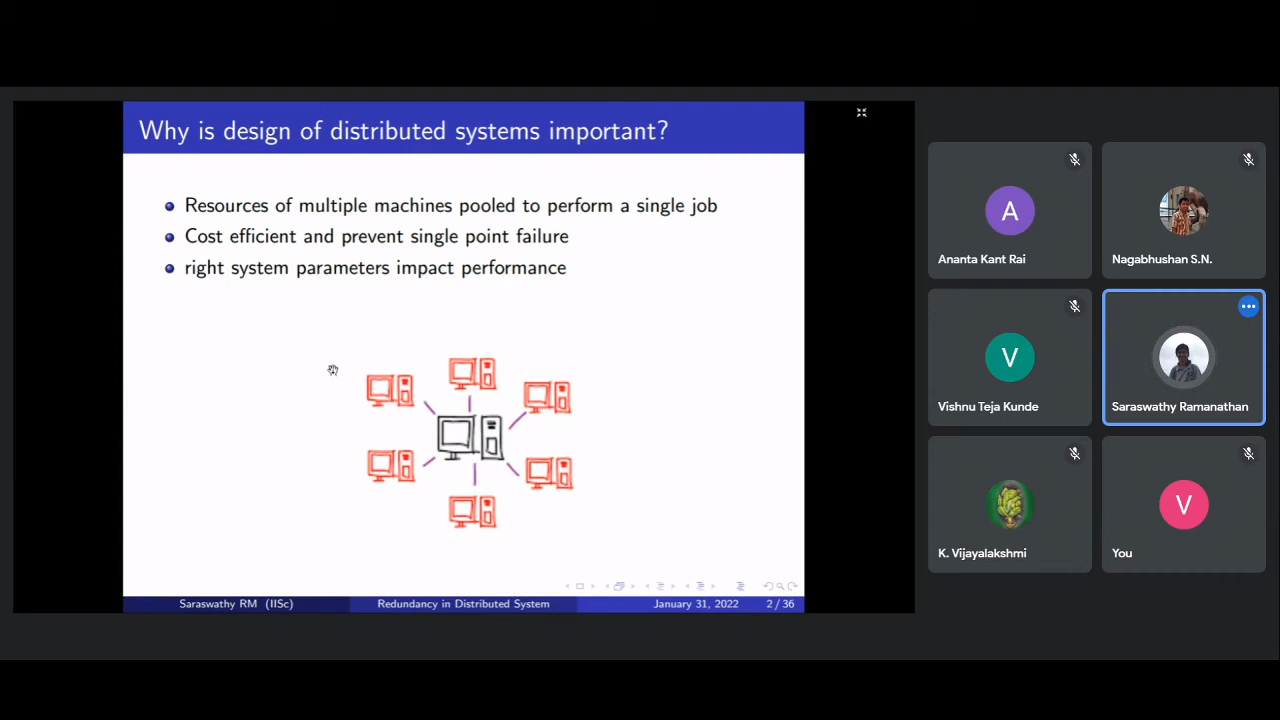 Why is design of distributed systems important?
Resources of multiple machines pooled to perform a single job
Cost efficient and prevent single point failure
right system parameters impact performance
Saraswathy RM (IISc) Redundancy in Distributed System January 31, 2022 2 / 36
A
Ananta Kant Rai
Nagabhushan S.N.
V
Vishnu Teja Kunde
Saraswathy Ramanathan
K. Vijayalakshmi
V
You